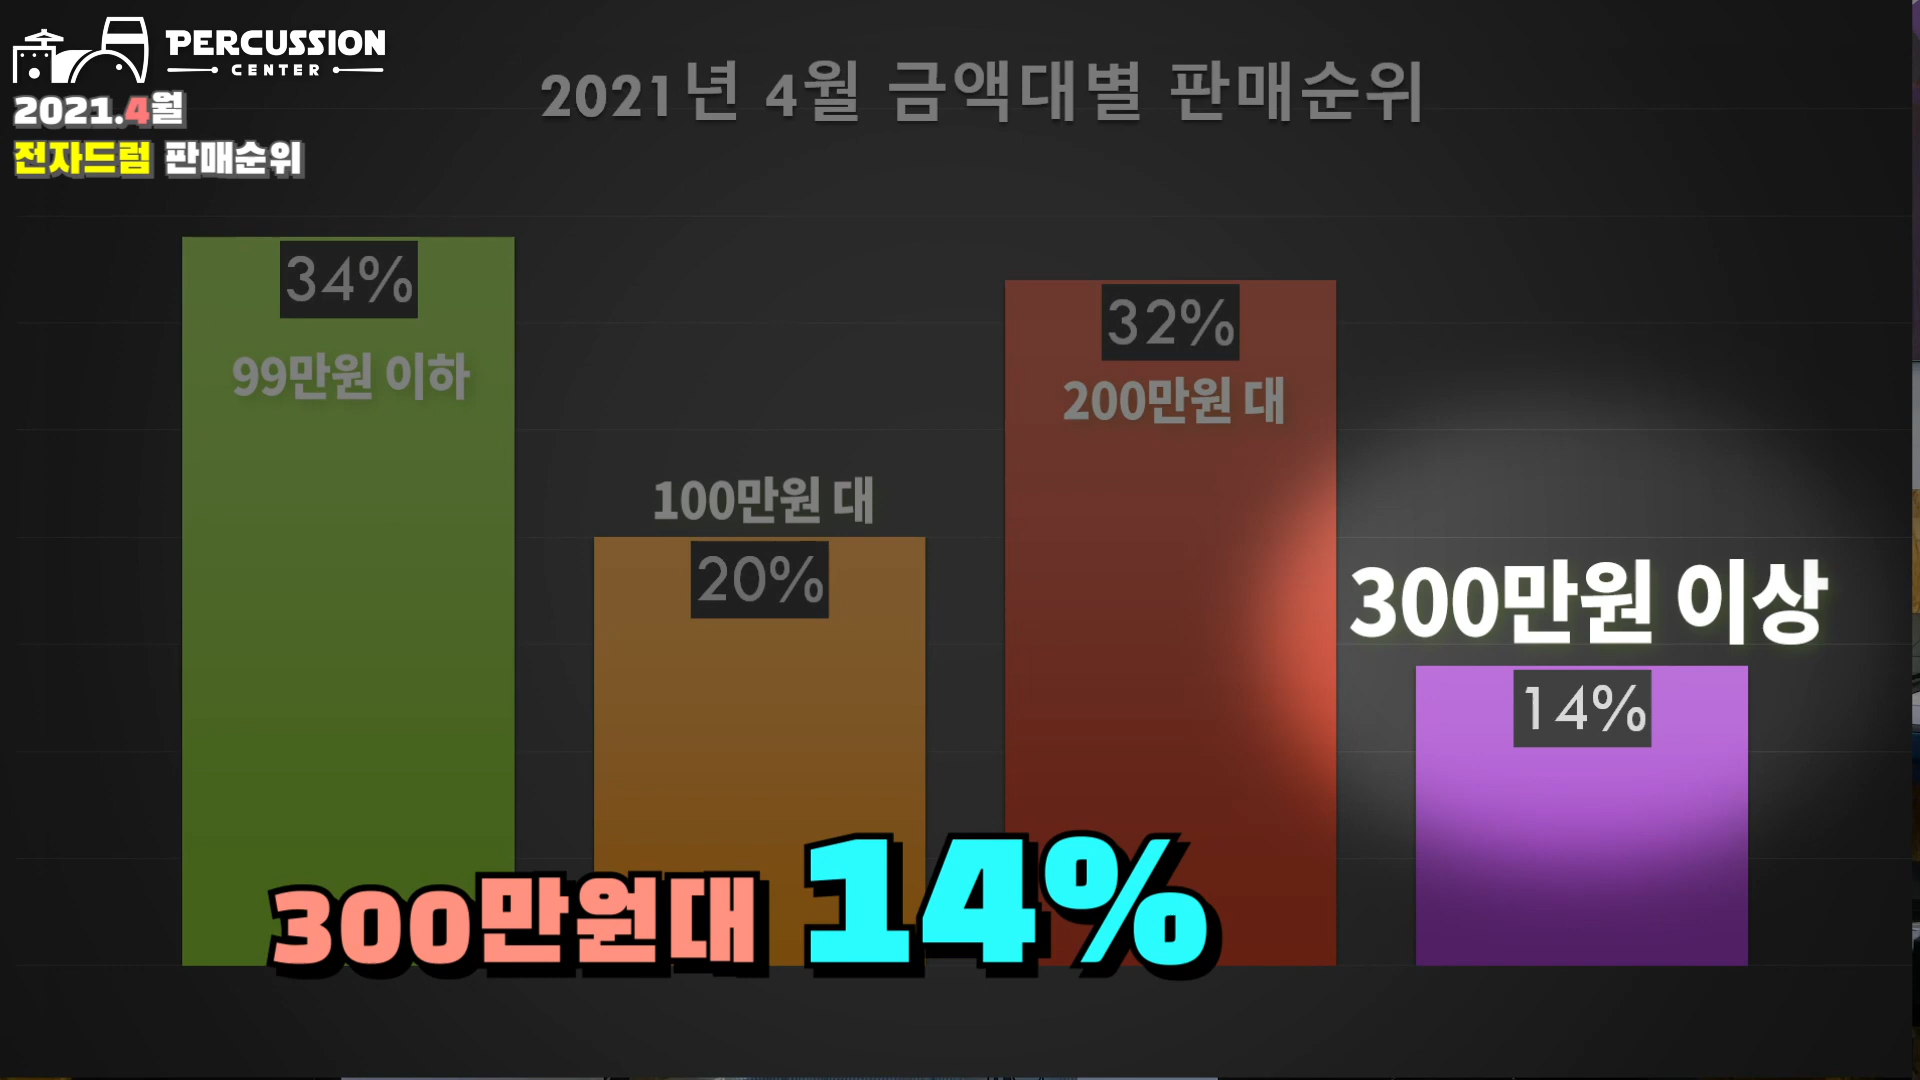 PERCUSSION
CENTER
2021.4월
전자드럼 판매순위
2021년 4월 금액대별 판매순위
34%
99만원 이하
100만원 대
20%
32%
200만원 대
300만원 이상
14%
300만원대 14%